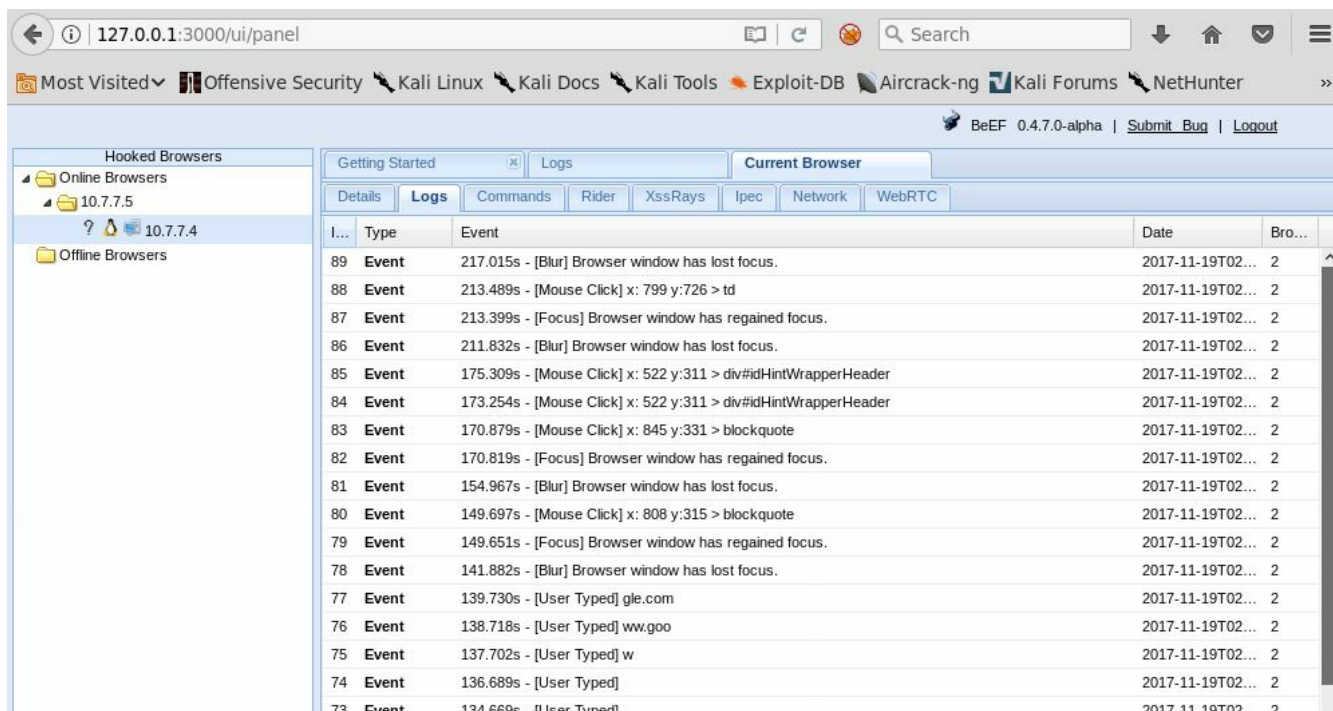 127.0.0.1:3000/ui/panel
Search
Most Visited Offensive Security Kali Linux Kali Docs Kali Tools Exploit-DB Aircrack-ng Kali Forums NetHunter »
BeEF 0.4.7.0-alpha | Submit Bug | Logout
Hooked Browsers
Online Browsers
10.7.7.5
? 10.7.7.4
Offline Browsers
Getting Started Logs Current Browser
Details Logs Commands Rider XssRays Ipec Network WebRTC
I... Type Event Date Bro...
89 Event 217.015s - [Blur] Browser window has lost focus. 2017-11-19T02... 2
88 Event 213.489s - [Mouse Click] x: 799 y:726 > td 2017-11-19T02... 2
87 Event 213.399s - [Focus] Browser window has regained focus. 2017-11-19T02... 2
86 Event 211.832s - [Blur] Browser window has lost focus. 2017-11-19T02... 2
85 Event 175.309s - [Mouse Click] x: 522 y:311 > div#idHintWrapperHeader 2017-11-19T02... 2
84 Event 173.254s - [Mouse Click] x: 522 y:311 > div#idHintWrapperHeader 2017-11-19T02... 2
83 Event 170.879s - [Mouse Click] x: 845 y:331 > blockquote 2017-11-19T02... 2
82 Event 170.819s - [Focus] Browser window has regained focus. 2017-11-19T02... 2
81 Event 154.967s - [Blur] Browser window has lost focus. 2017-11-19T02... 2
80 Event 149.697s - [Mouse Click] x: 808 y:315 > blockquote 2017-11-19T02... 2
79 Event 149.651s - [Focus] Browser window has regained focus. 2017-11-19T02... 2
78 Event 141.882s - [Blur] Browser window has lost focus. 2017-11-19T02... 2
77 Event 139.730s - [User Typed] gle.com 2017-11-19T02... 2
76 Event 138.718s - [User Typed] ww.goo 2017-11-19T02... 2
75 Event 137.702s - [User Typed] w 2017-11-19T02... 2
74 Event 136.689s - [User Typed] 2017-11-19T02... 2
73 Event 134.669s - [User Typed] 2017-11-19T02... 2